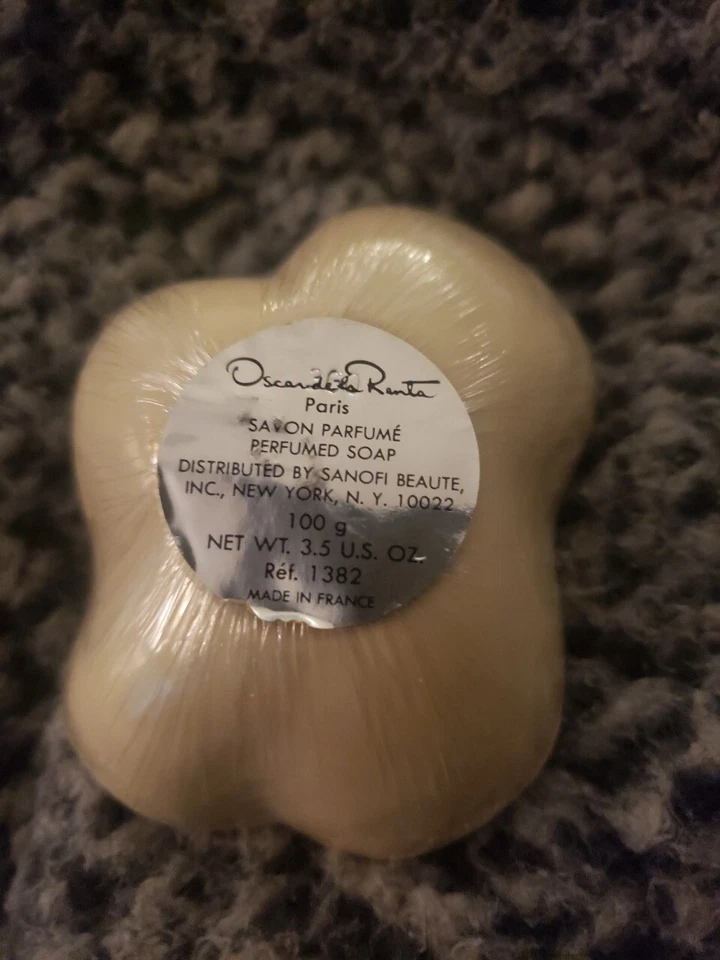 Oscar de la Renta
Paris
SAVON PARFUMÉ
PERFUMED SOAP
DISTRIBUTED BY SANOFI BEAUTE,
INC., NEW YORK, N. Y. 10022
100 g
NET WT. 3.5 U.S. OZ.
Réf. 1382
MADE IN FRANCE